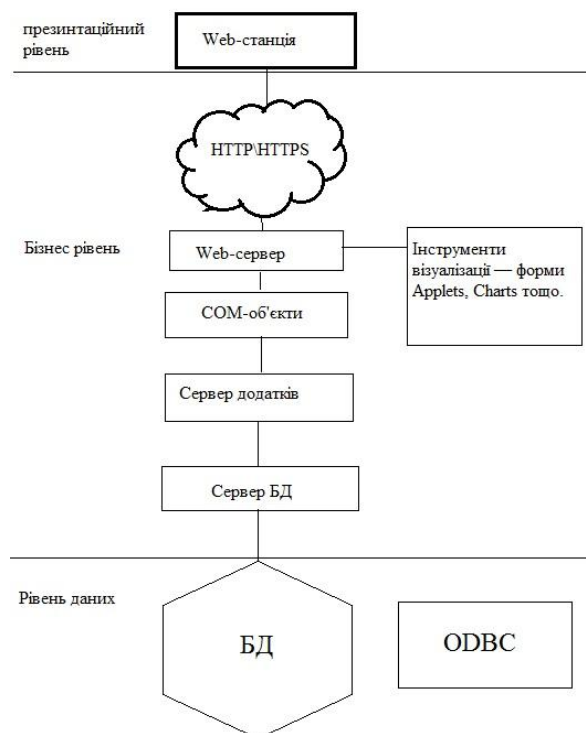 презинтаційний
рівень
Web-станція
HTTP\HTTPS
Бізнес рівень
Web-сервер
Інструменти
візуалізації — форми
Applets, Charts тощо.
COM-об'єкти
Сервер додатків
Сервер БД
Рівень даних
БД
ODBC